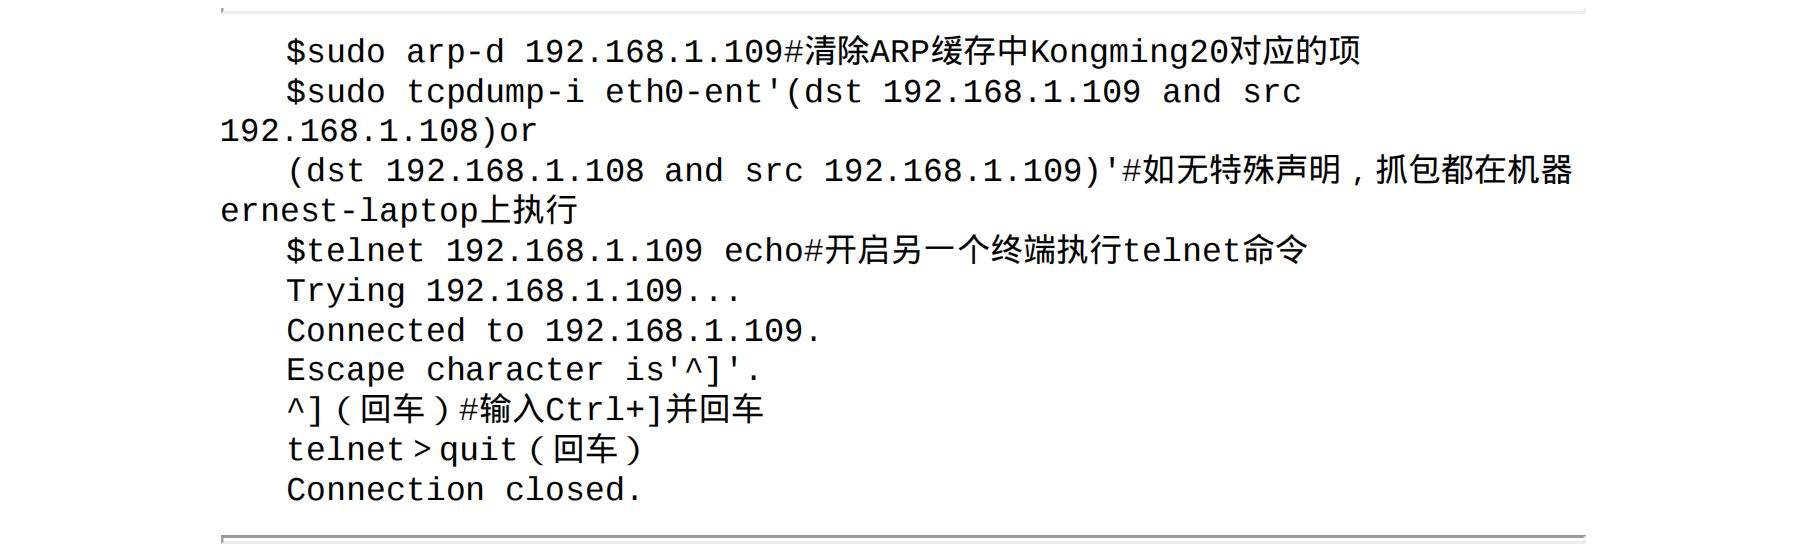 $sudo arp-d 192.168.1.109#清除ARP缓存中Kongming20对应的项
$sudo tcpdump-i eth0-ent'(dst 192.168.1.109 and src
192.168.1.108)or
(dst 192.168.1.108 and src 192.168.1.109)'#如无特殊声明，抓包都在机器
ernest-laptop上执行
$telnet 192.168.1.109 echo#开启另一个终端执行telnet命令
Trying 192.168.1.109...
Connected to 192.168.1.109.
Escape character is'^]'.
^]（回车）#输入Ctrl+]并回车
telnet＞quit（回车）
Connection closed.